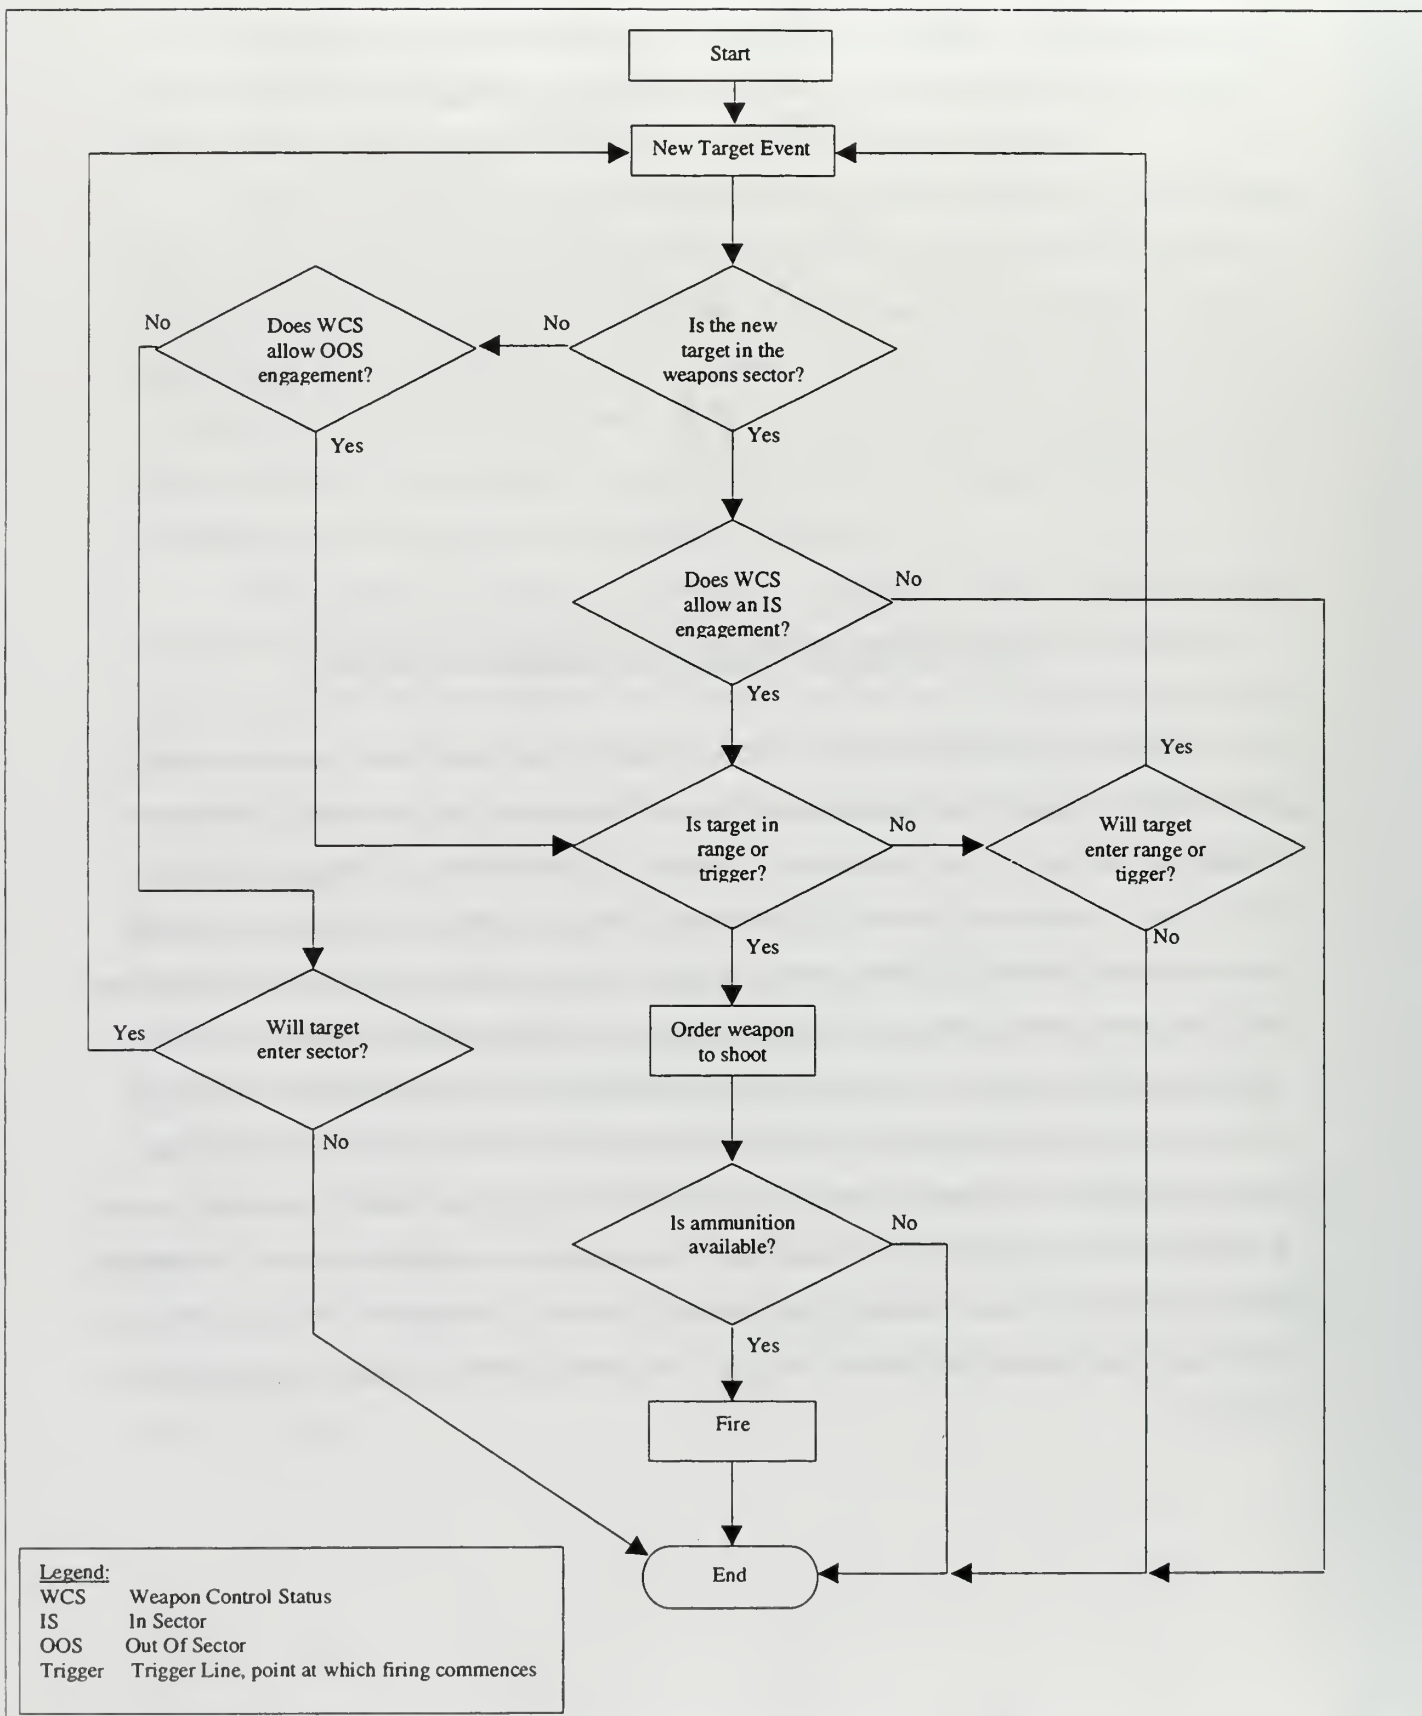 Start
New Target Event
No
Does WCS
allow OOS
engagement?
No
Is the new
target in the
weapons sector?
Yes
Yes
Does WCS
allow an IS
engagement?
No
Yes
Yes
Is target in
range or
trigger?
No
Will target
enter range or
tigger?
Yes
No
Yes
Will target
enter sector?
Order weapon
to shoot
No
Is ammunition
available?
No
Yes
Fire
End
Legend:
WCS Weapon Control Status
IS In Sector
OOS Out Of Sector
Trigger Trigger Line, point at which firing commences